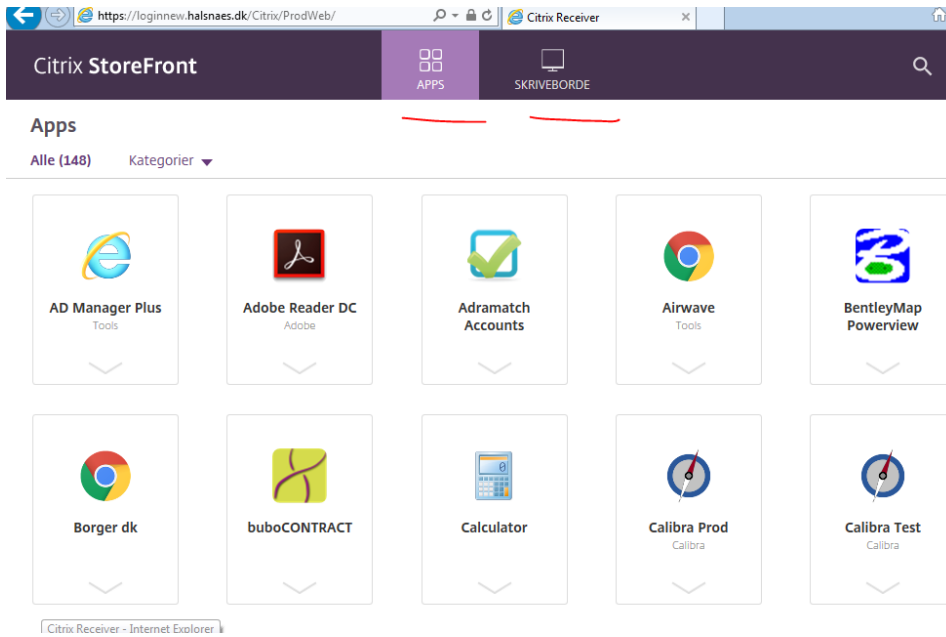 https://loginnew.halsnaes.dk/Citrix/ProdWeb/
Citrix Receiver
Citrix StoreFront
APPS
SKRIVEBORDE
Apps
Alle (148)
Kategorier
AD Manager Plus
Tools
Adobe Reader DC
Adobe
Adramatch
Accounts
Airwave
Tools
BentleyMap
Powerview
Borger dk
buboCONTRACT
Calculator
Calibra Prod
Calibra
Calibra Test
Calibra
Citrix Receiver - Internet Explorer